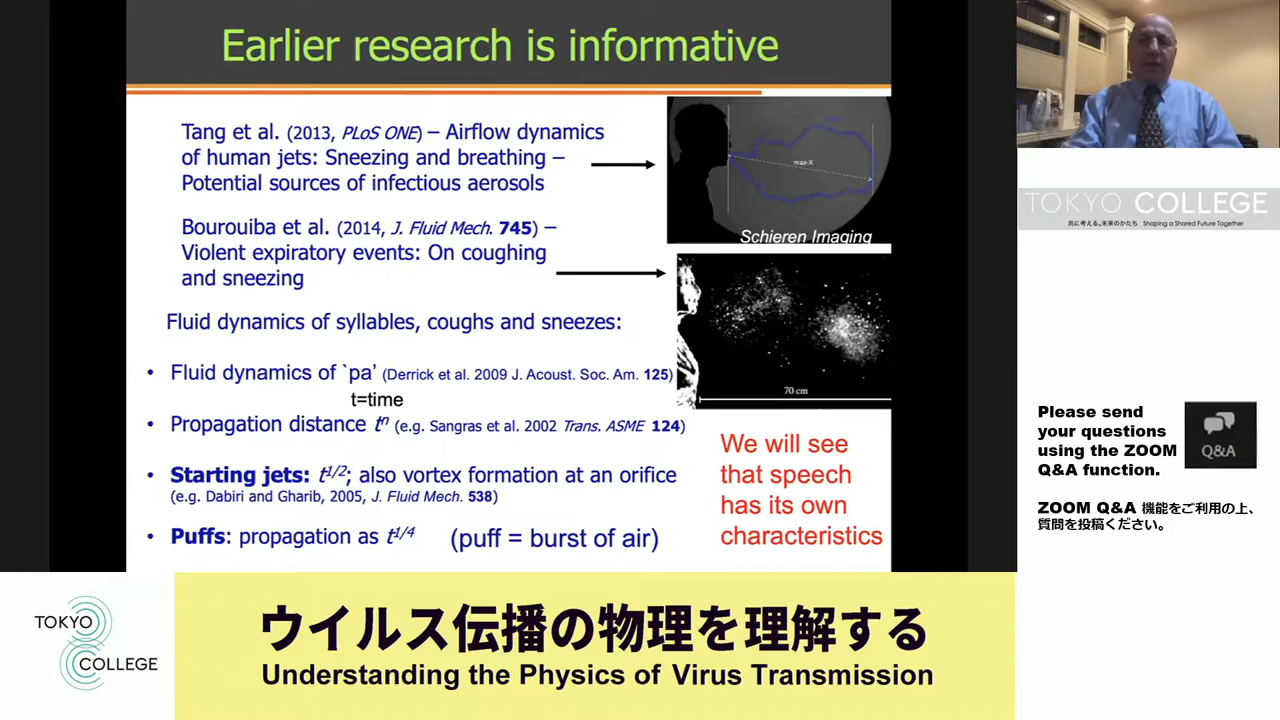 Earlier research is informative
Tang et al. (2013, PLoS ONE) – Airflow dynamics
of human jets: Sneezing and breathing –
Potential sources of infectious aerosols
max-X
Schieren Imaging
Bourouiba et al. (2014, J. Fluid Mech. 745) –
Violent expiratory events: On coughing
and sneezing
70 cm
Fluid dynamics of syllables, coughs and sneezes:
• Fluid dynamics of `pa' (Derrick et al. 2009 J. Acoust. Soc. Am. 125)
t=time
• Propagation distance tⁿ (e.g. Sangras et al. 2002 Trans. ASME 124)
• Starting jets: t1/2; also vortex formation at an orifice
(e.g. Dabiri and Gharib, 2005, J. Fluid Mech. 538)
• Puffs: propagation as t1/4 (puff = burst of air)
We will see
that speech
has its own
characteristics
TOKYO COLLEGE
共に考える。未来のかたち Shaping a Shared Future Together
Please send
your questions
using the ZOOM
Q&A function.
Q&A
ZOOM Q&A 機能をご利用の上、
質問を投稿ください。
TOKYO
COLLEGE
ウイルス伝播の物理を理解する
Understanding the Physics of Virus Transmission